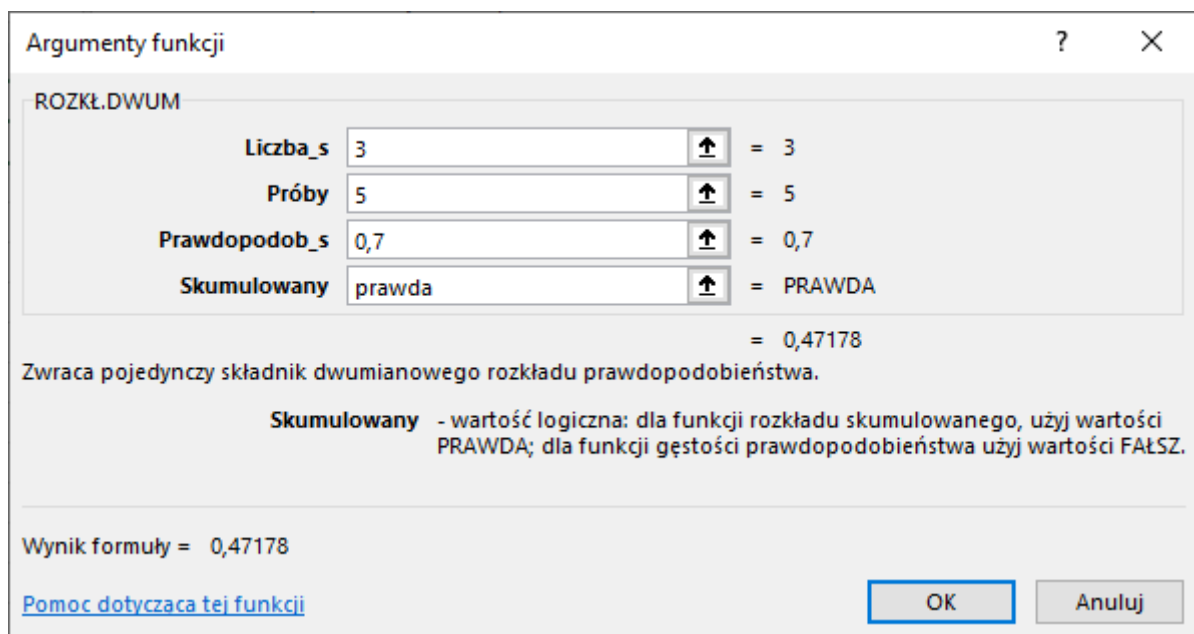 Argumenty funkcji ? ×
ROZKŁ.DWUM
Liczba_s 3 = 3
Próby 5 = 5
Prawdopodob_s 0,7 = 0,7
Skumulowany prawda = PRAWDA
= 0,47178
Zwraca pojedynczy składnik dwumianowego rozkładu prawdopodobieństwa.
Skumulowany - wartość logiczna: dla funkcji rozkładu skumulowanego, użyj wartości
PRAWDA; dla funkcji gęstości prawdopodobieństwa użyj wartości FAŁSZ.
Wynik formuły = 0,47178
Pomoc dotycząca tej funkcji OK Anuluj